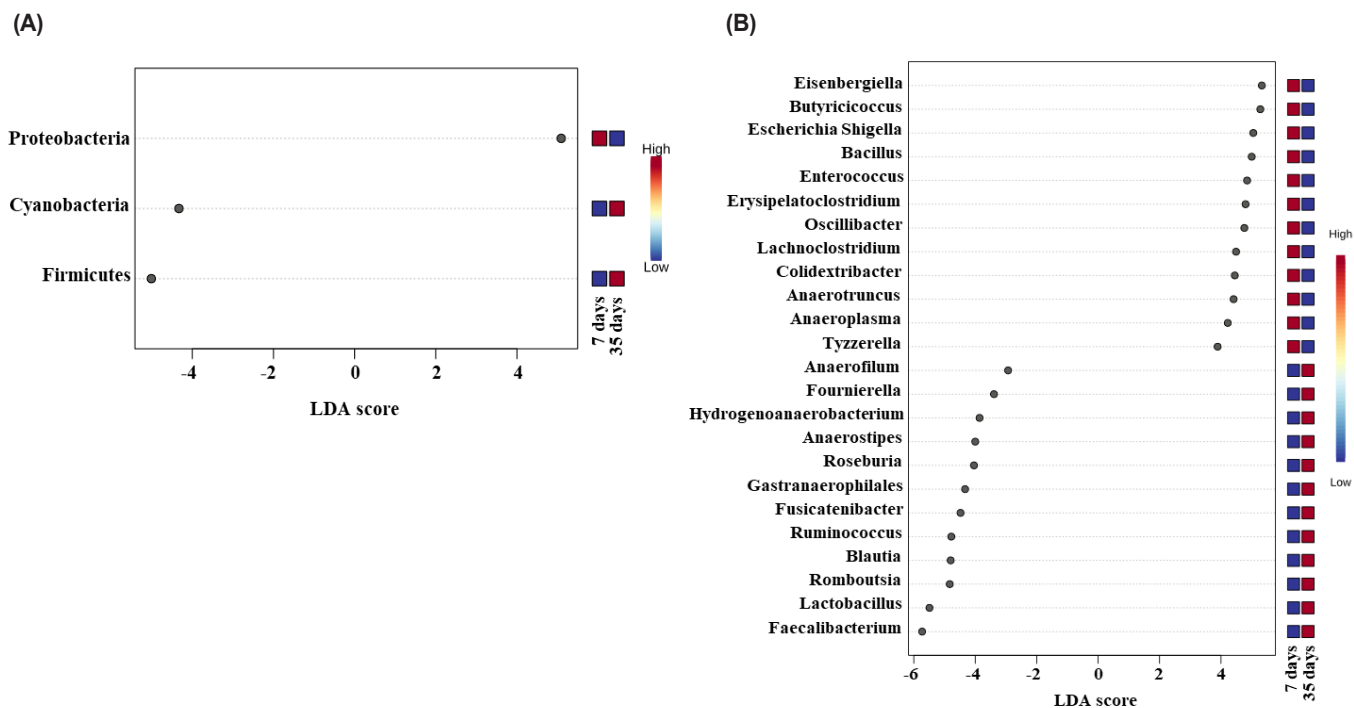 (A)
Proteobacteria
Cyanobacteria
Firmicutes
-4 -2 0 2 4
LDA score
High
Low
7 days
35 days
(B)
Eisenbergiella
Butyricicoccus
Escherichia Shigella
Bacillus
Enterococcus
Erysipelatoclostridium
Oscillibacter
Lachnoclostridium
Colidextribacter
Anaerotruncus
Anaeroplasma
Tyzzerella
Anaerofilum
Fournierella
Hydrogenoanaerobacterium
Anaerostipes
Roseburia
Gastranaerophilales
Fusicatenibacter
Ruminococcus
Blautia
Romboutsia
Lactobacillus
Faecalibacterium
-6 -4 -2 0 2 4
LDA score
7 days
35 days
High
Low